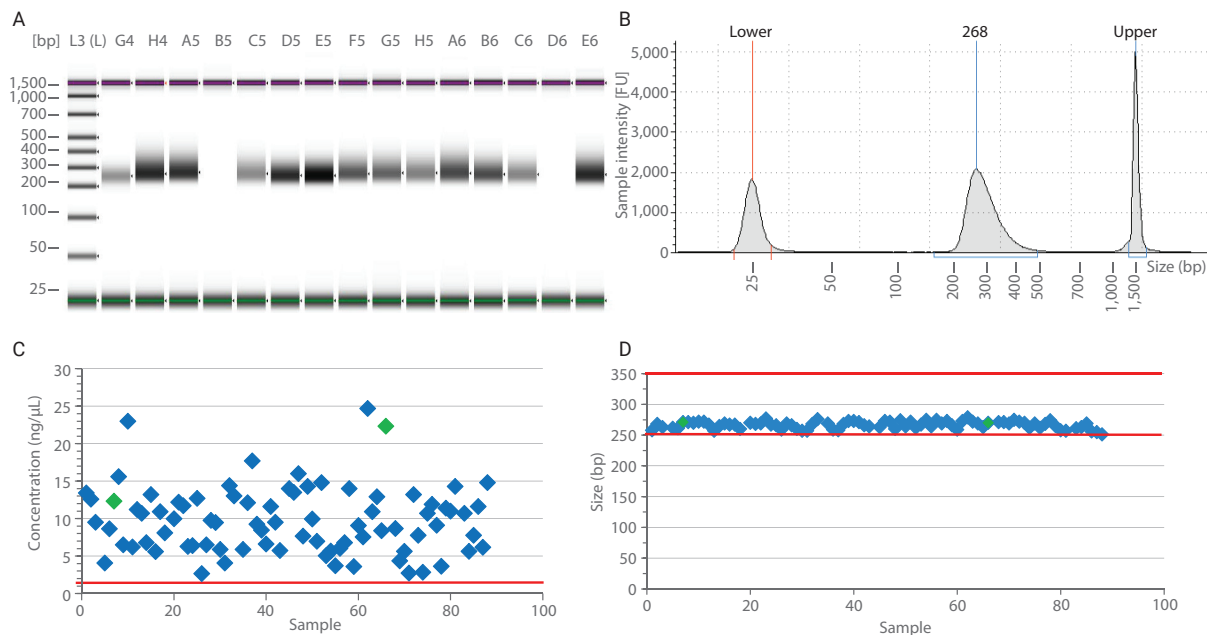 A
[bp] L3 (L) G4 H4 A5 B5 C5 D5 E5 F5 G5 H5 A6 B6 C6 D6 E6
1,500
1,000
700
500
400
300
200
100
50
25
B
Lower 268 Upper
Sample intensity [FU]
5,000
4,000
3,000
2,000
1,000
0
25 50 100 200 300 400 500 700 1,000 1,500 Size (bp)
C
Concentration (ng/μL)
30
25
20
15
10
5
0
0 20 40 60 80 100
Sample
D
Size (bp)
350
300
250
250
150
100
50
0
0 20 40 60 80 100
Sample